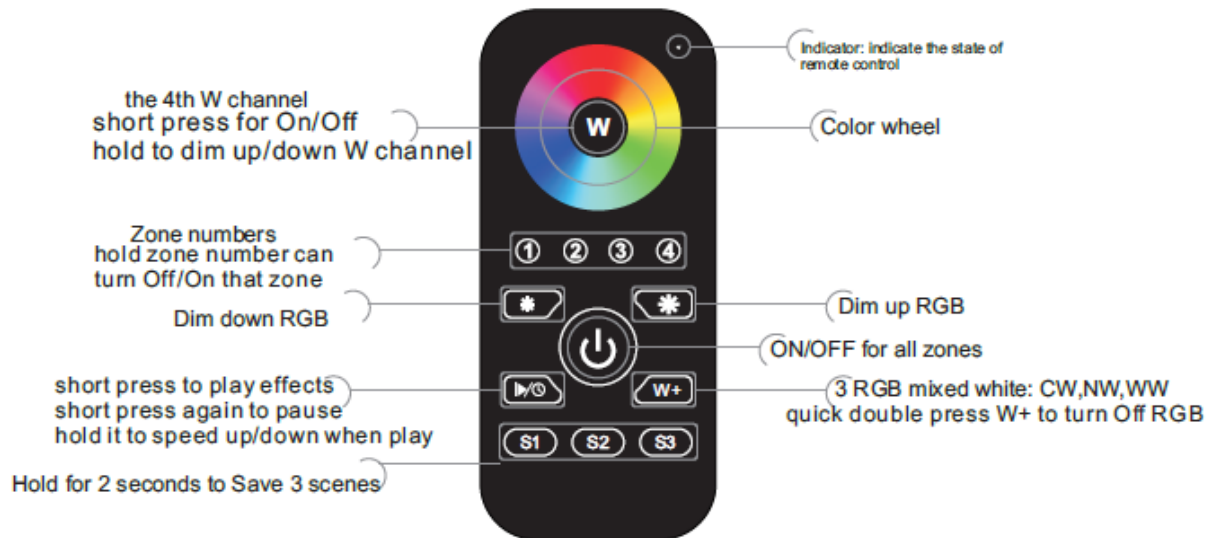 Indicator: indicate the state of
remote control
the 4th W channel
short press for On/Off
hold to dim up/down W channel
W
Color wheel
Zone numbers
hold zone number can
turn Off/On that zone
1 2 3 4
Dim down RGB
Dim up RGB
ON/OFF for all zones
short press to play effects
short press again to pause
hold it to speed up/down when play
W+
3 RGB mixed white: CW,NW,WW
quick double press W+ to turn Off RGB
S1 S2 S3
Hold for 2 seconds to Save 3 scenes